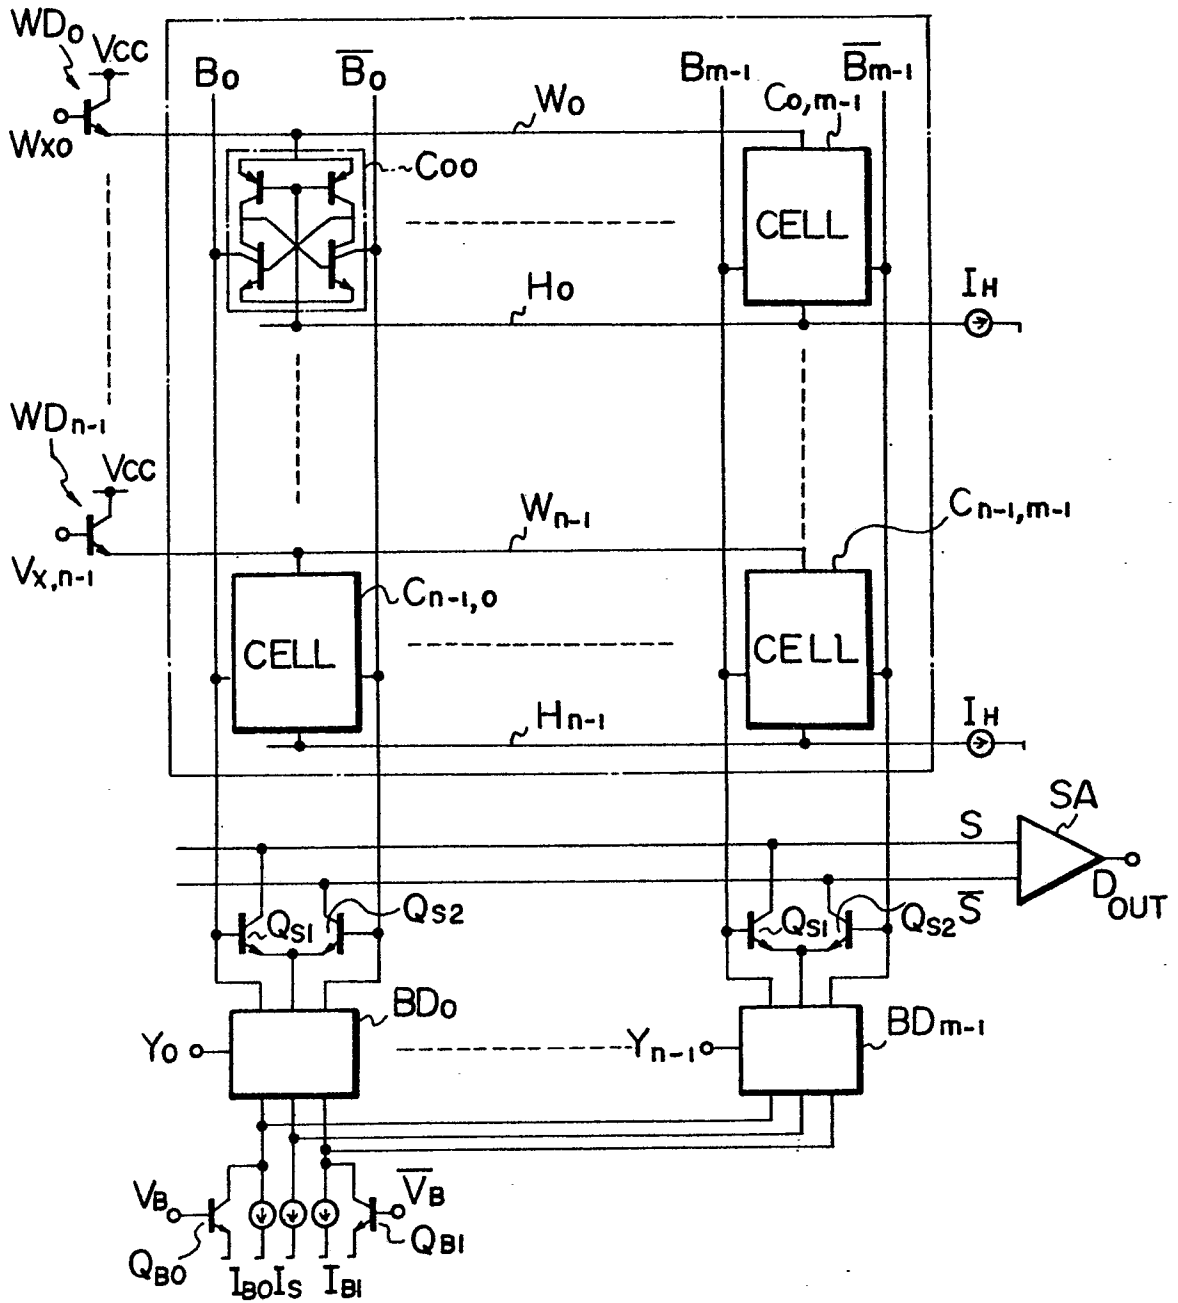 WD₀
VCC
B₀
B̅₀
Bm-1
B̅m-1
W₀
C₀,m-1
Wx0
C00
CELL
H₀
IH
WDn-1
VCC
Wn-1
Cn-1,m-1
Vx,n-1
Cn-1,0
CELL
CELL
Hn-1
IH
SA
S
DOUT
QS1
QS2
QS1
QS2
S̅
BD₀
BDm-1
Y₀
Yn-1
VB
V̅B
QB0
QB1
IB0
IS
IB1